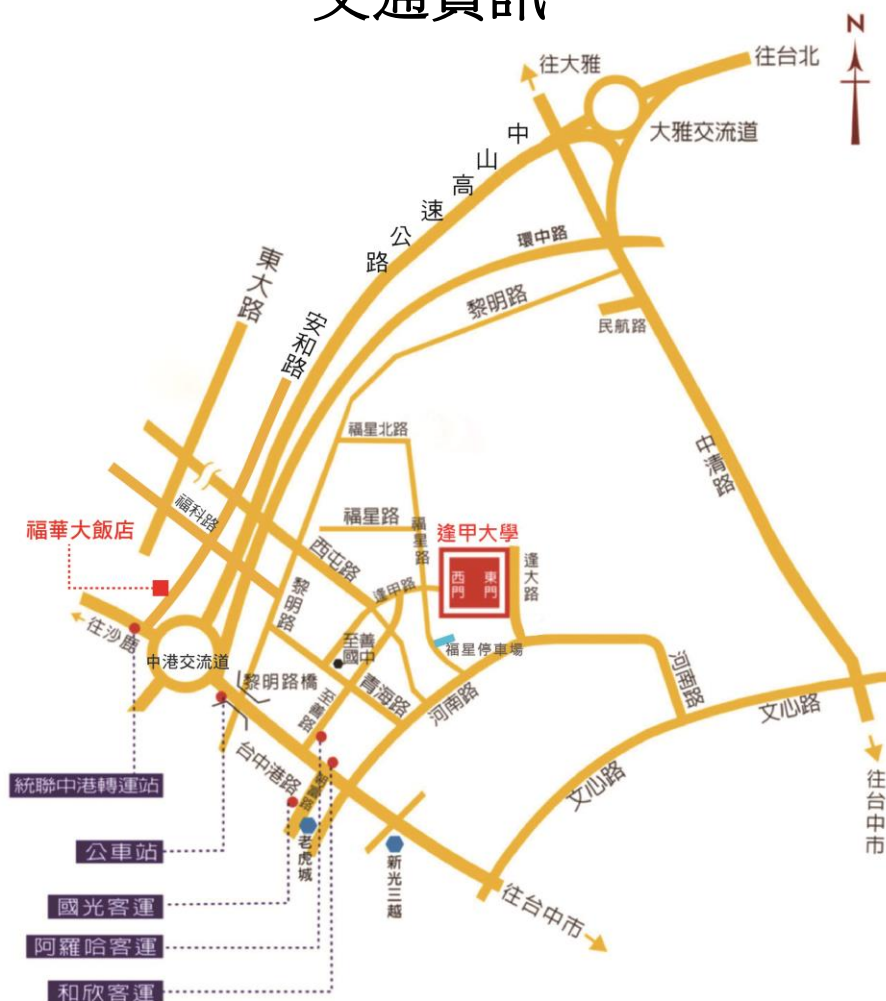 交通資訊
N
往大雅
往台北
大雅交流道
中山高速公路
環中路
黎明路
民航路
東大路
安和路
中清路
福星北路
福星路
福星路
福科路
福華大飯店
逢甲大學
西門
東門
逢大路
西屯路
逢甲路
黎明路
往沙鹿
中港交流道
至善國中
福星停車場
黎明路橋
至善路
青海路
河南路
河南路
文心路
文心路
台中港路
朝富路
老虎城
新光三越
往台中市
往台中市
統聯中港轉運站
公車站
國光客運
阿羅哈客運
和欣客運